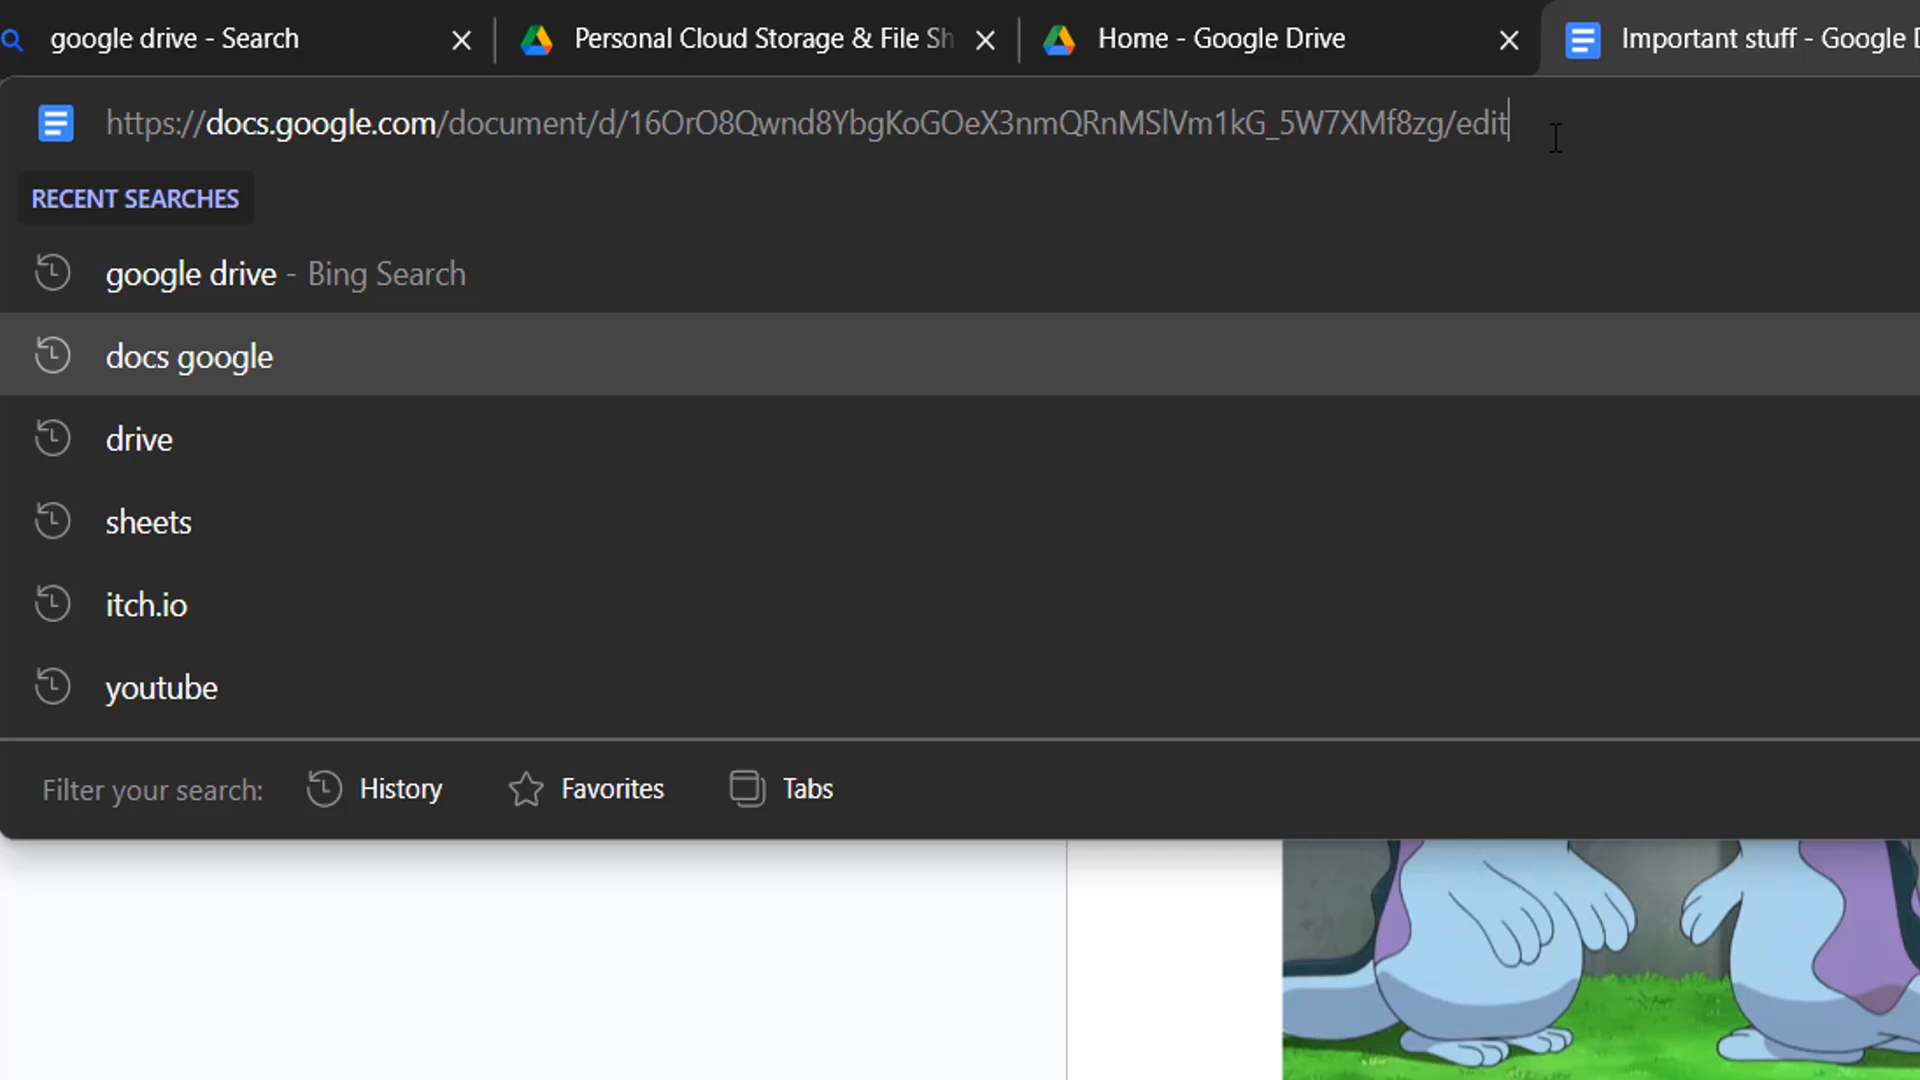 google drive - Search
Personal Cloud Storage & File Sh
Home - Google Drive
Important stuff - Google D
https://docs.google.com/document/d/16OrO8Qwnd8YbgKoGOeX3nmQRnMSlVm1kG_5W7XMf8zg/edit
RECENT SEARCHES
google drive - Bing Search
docs google
drive
sheets
itch.io
youtube
Filter your search: History Favorites Tabs